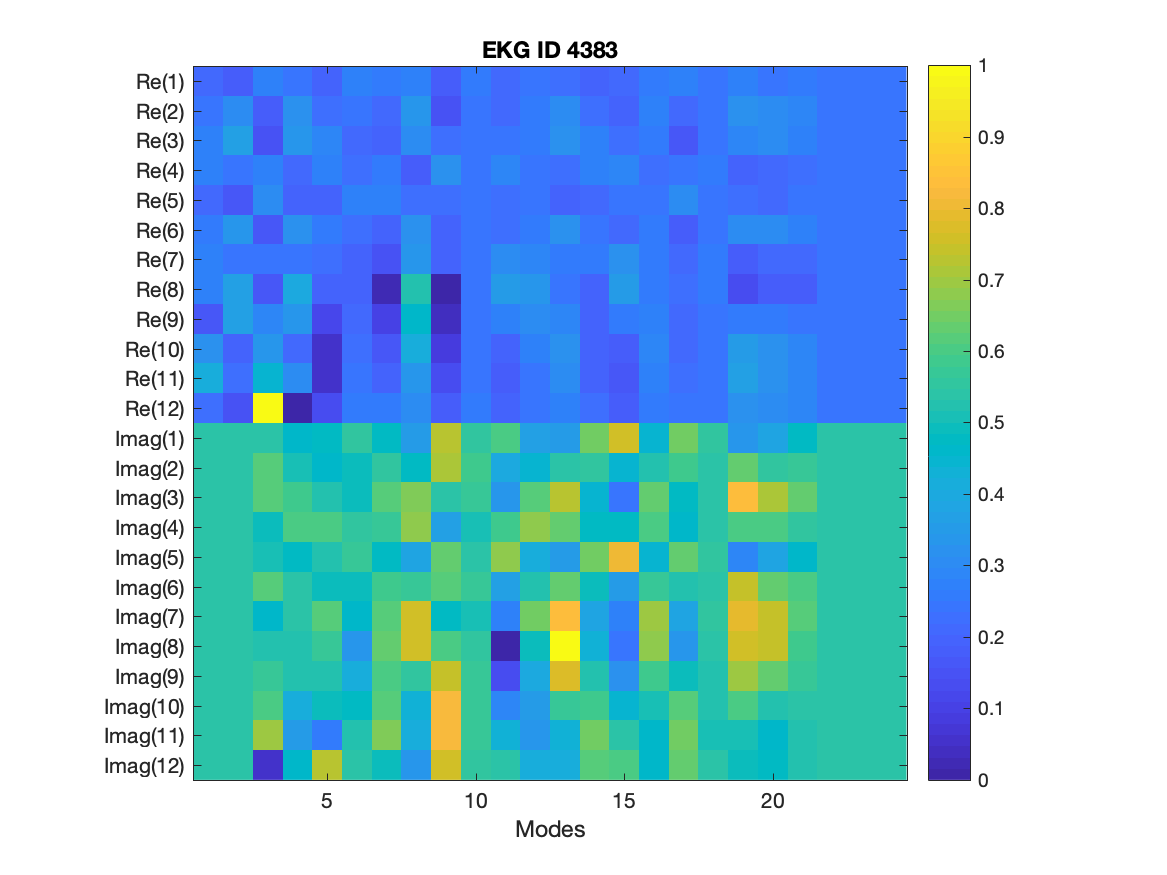 EKG ID 4383
Re(1)
Re(2)
Re(3)
Re(4)
Re(5)
Re(6)
Re(7)
Re(8)
Re(9)
Re(10)
Re(11)
Re(12)
Imag(1)
Imag(2)
Imag(3)
Imag(4)
Imag(5)
Imag(6)
Imag(7)
Imag(8)
Imag(9)
Imag(10)
Imag(11)
Imag(12)
5 10 15 20
Modes
1
0.9
0.8
0.7
0.6
0.5
0.4
0.3
0.2
0.1
0